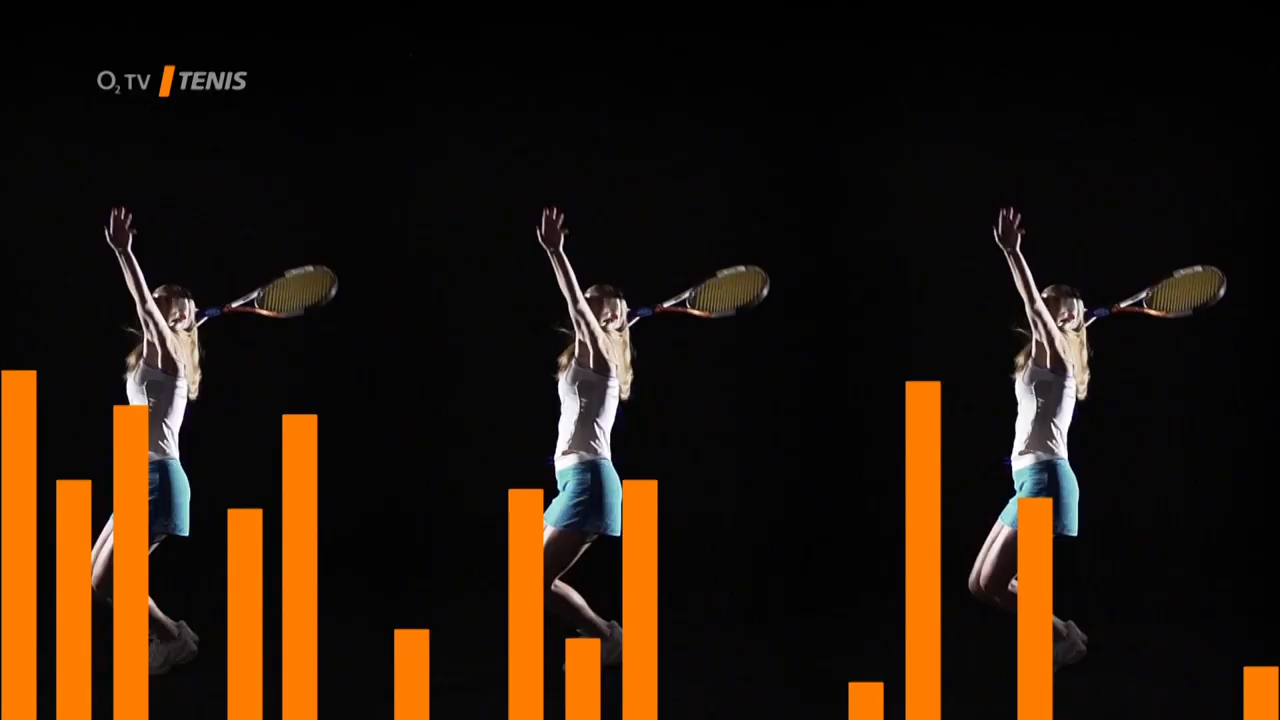 O₂ TV / TENIS